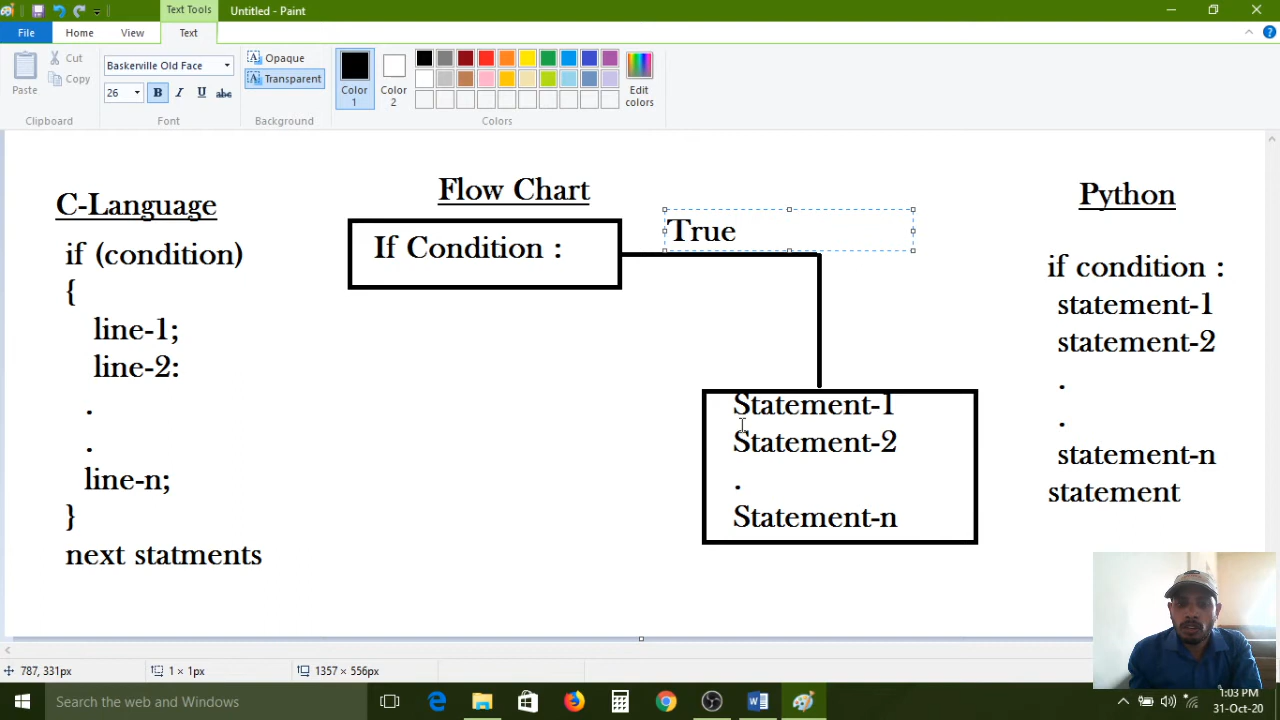 Text Tools
Untitled - Paint
File
Home
View
Text
Paste
Cut
Copy
Clipboard
Baskerville Old Face
26
B
I
U
abc
Font
Opaque
Transparent
Background
Color 1
Color 2
Edit colors
Colors
C-Language
if (condition)
{
line-1;
line-2:
.
.
line-n;
}
next statments
Flow Chart
If Condition :
True
Statement-1
Statement-2
.
Statement-n
Python
if condition :
statement-1
statement-2
.
.
statement-n
statement
787, 331px
1 × 1px
1357 × 556px
Search the web and Windows
1:03 PM
31-Oct-20